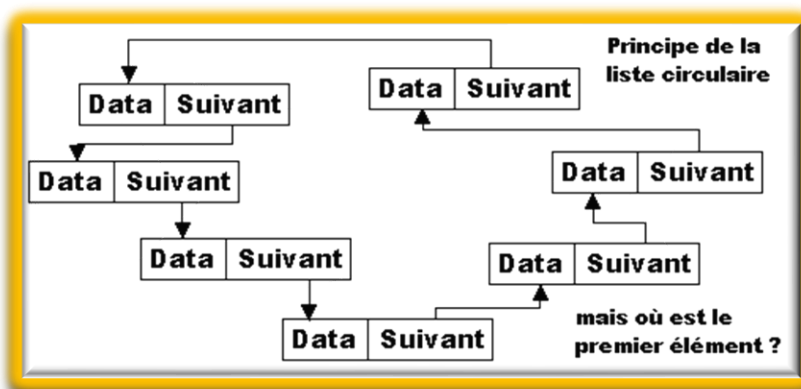 Principe de la
liste circulaire
Data Suivant
Data Suivant
Data Suivant
Data Suivant
Data Suivant
Data Suivant
Data Suivant
mais où est le
premier élément ?